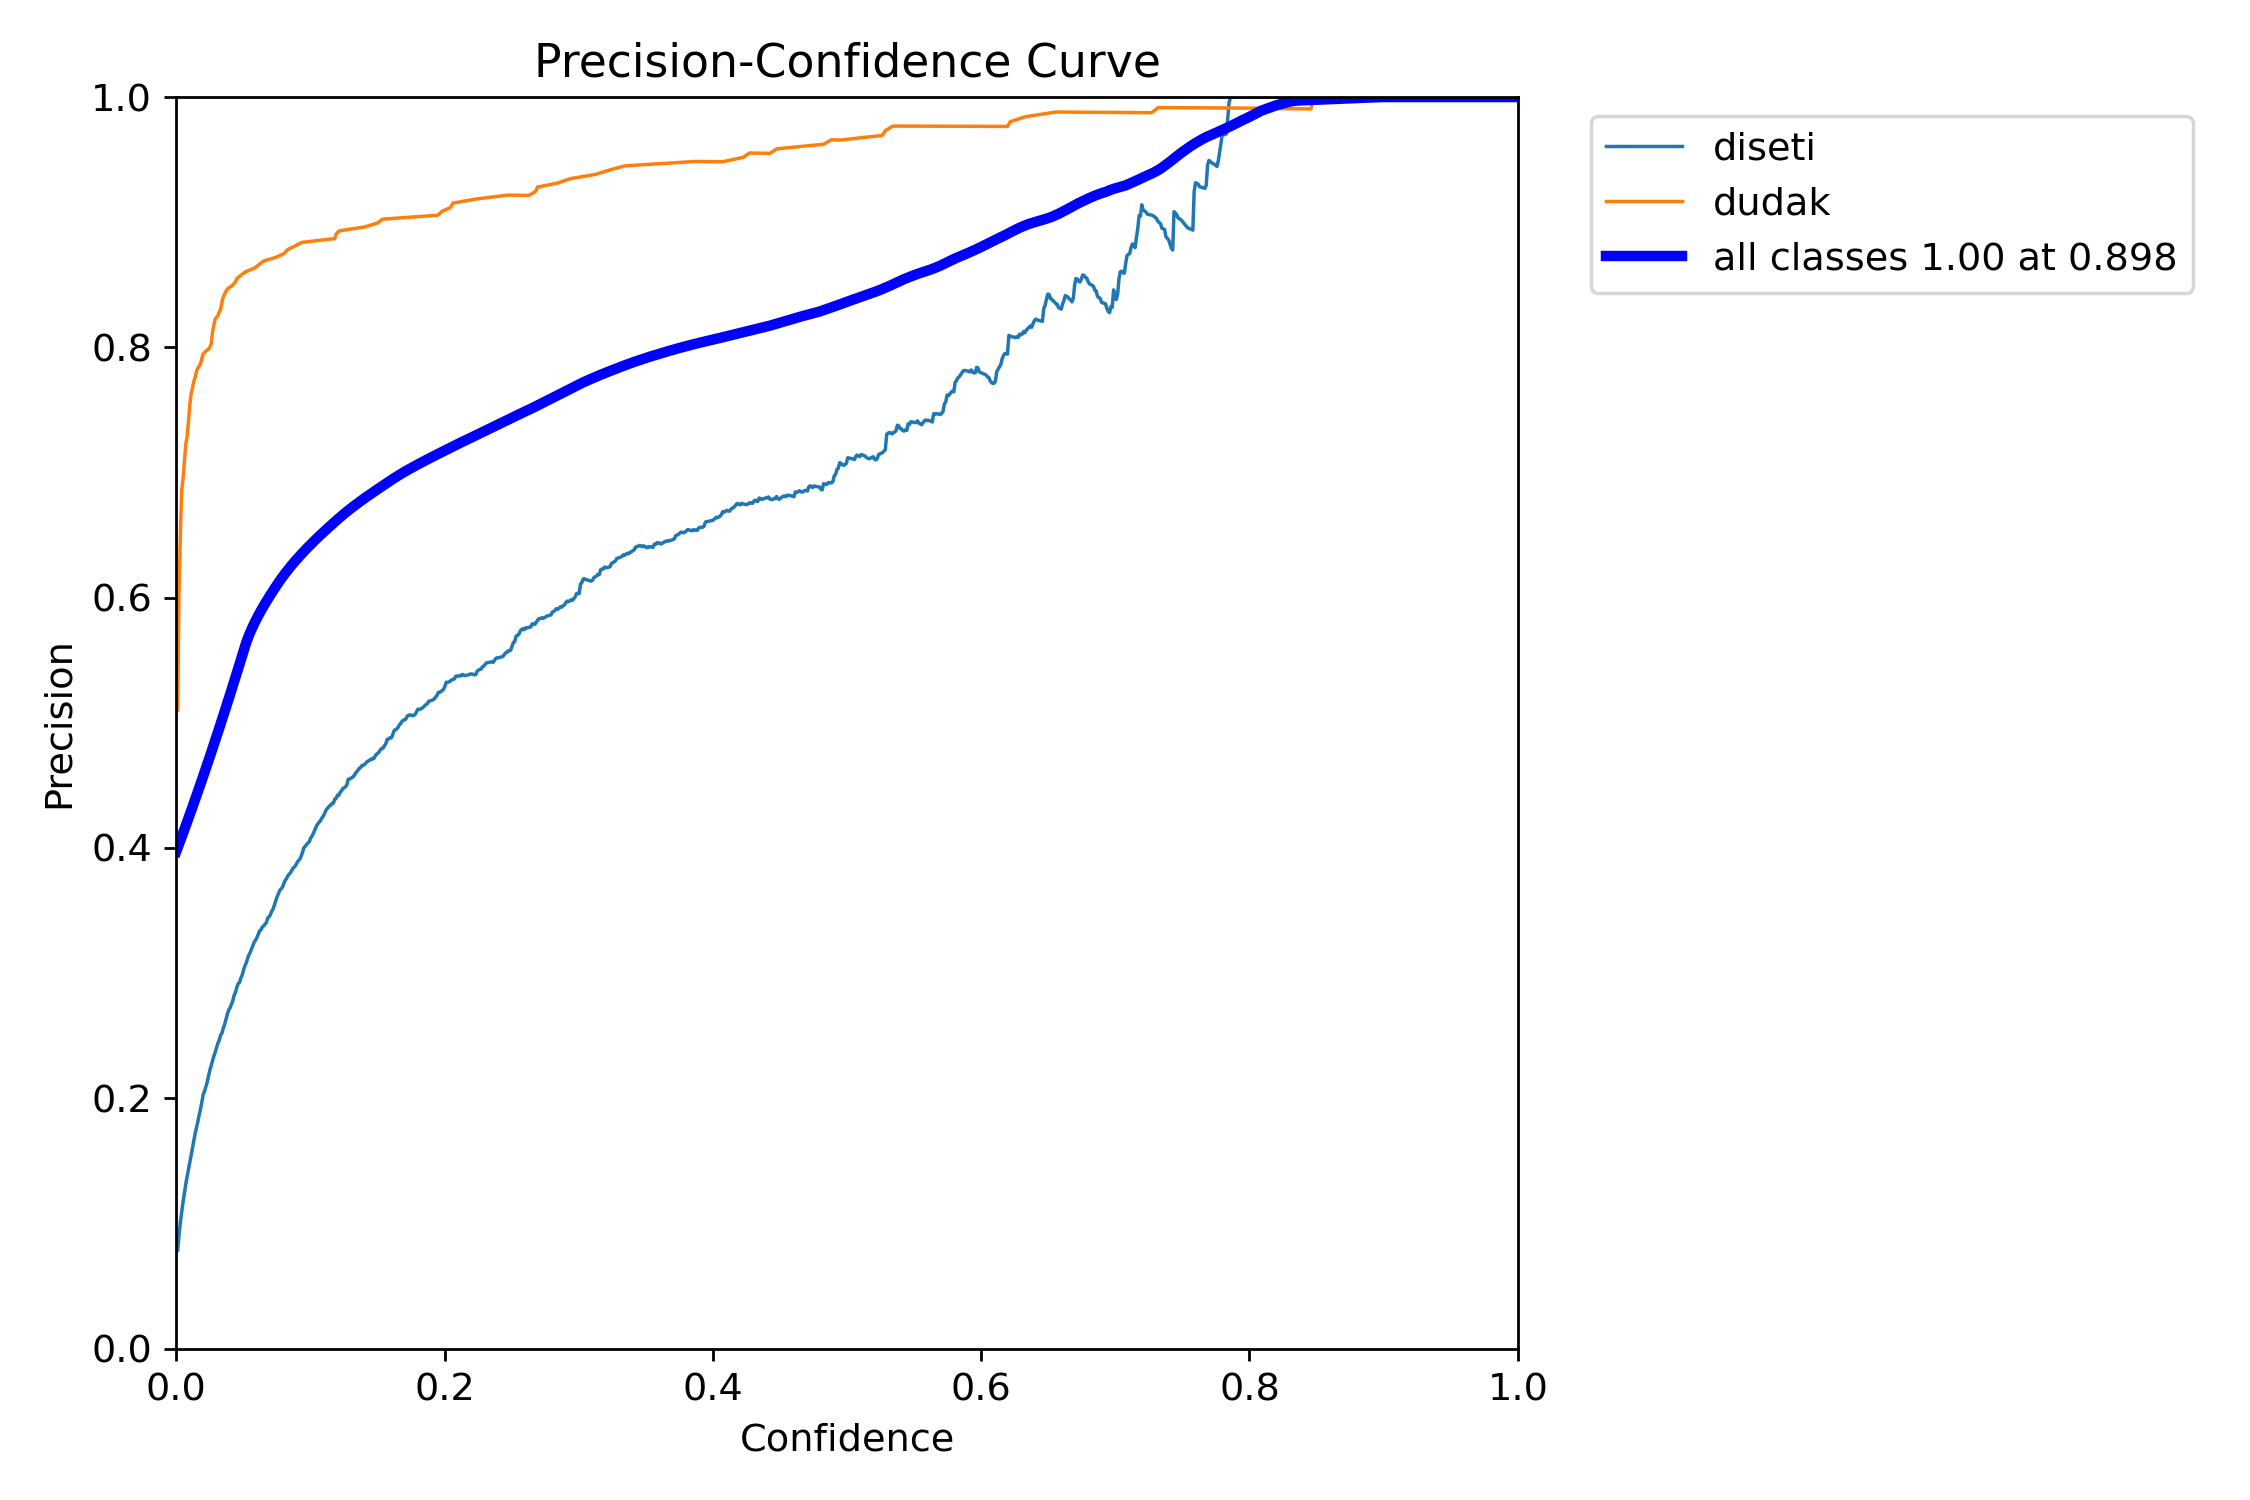 Precision-Confidence Curve
1.0
0.8
0.6
0.4
0.2
0.0
Precision
0.0 0.2 0.4 0.6 0.8 1.0
Confidence
diseti
dudak
all classes 1.00 at 0.898